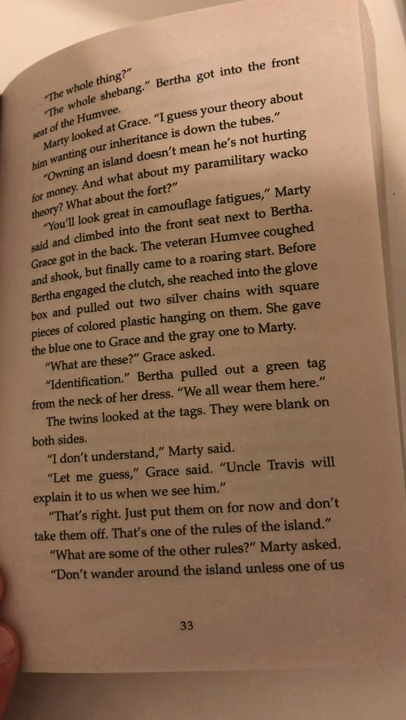 "The whole thing?"
"The whole shebang." Bertha got into the front
seat of the Humvee.
Marty looked at Grace. "I guess your theory about
him wanting our inheritance is down the tubes."
"Owning an island doesn't mean he's not hurting
for money. And what about my paramilitary wacko
theory? What about the fort?"
"You'll look great in camouflage fatigues," Marty
said and climbed into the front seat next to Bertha.
Grace got in the back. The veteran Humvee coughed
and shook, but finally came to a roaring start. Before
Bertha engaged the clutch, she reached into the glove
box and pulled out two silver chains with square
pieces of colored plastic hanging on them. She gave
the blue one to Grace and the gray one to Marty.
"What are these?" Grace asked.
"Identification." Bertha pulled out a green tag
from the neck of her dress. "We all wear them here."
The twins looked at the tags. They were blank on
both sides.
"I don't understand," Marty said.
"Let me guess," Grace said. "Uncle Travis will
explain it to us when we see him."
"That's right. Just put them on for now and don't
take them off. That's one of the rules of the island."
"What are some of the other rules?" Marty asked.
"Don't wander around the island unless one of us
33